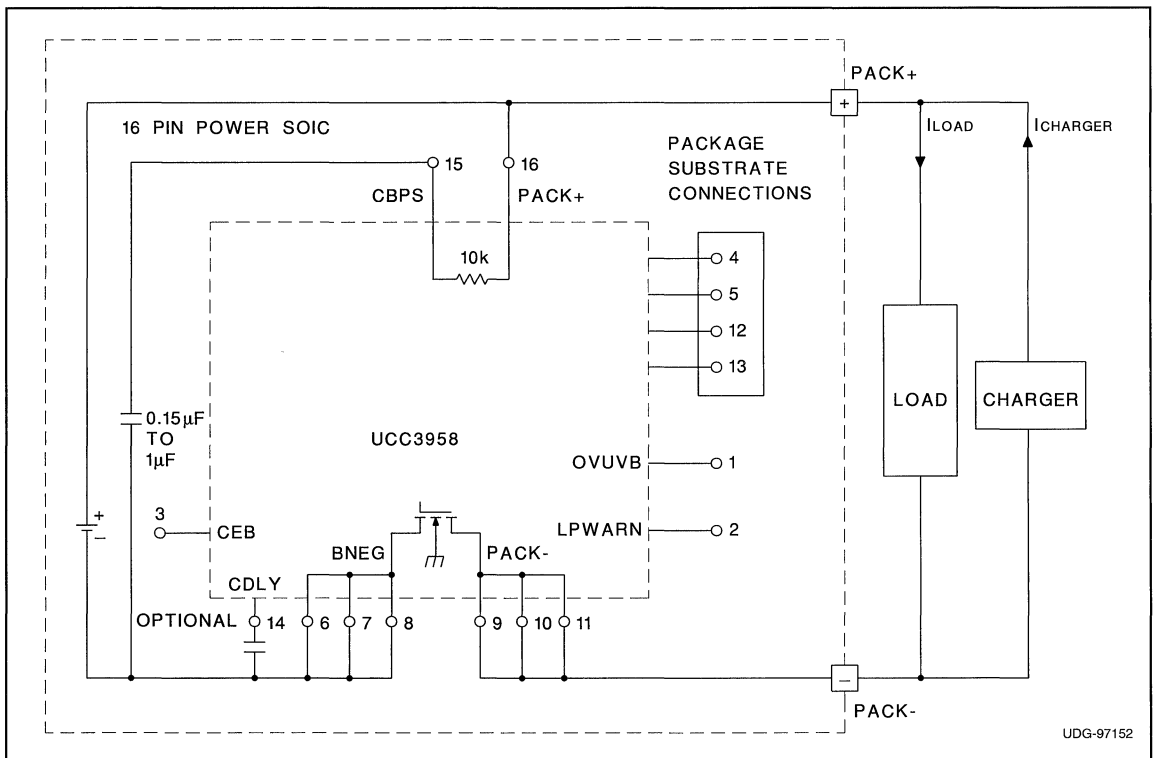 PACK+
+
16 PIN POWER SOIC
ILOAD
ICHARGER
PACKAGE
SUBSTRATE
CONNECTIONS
15
16
CBPS
PACK+
10k
4
5
12
13
0.15µF
TO
1µF
UCC3958
LOAD
CHARGER
OVUVB
1
+
−
3
CEB
LPWARN
2
BNEG
PACK-
CDLY
OPTIONAL
14
6
7
8
9
10
11
−
PACK-
UDG-97152